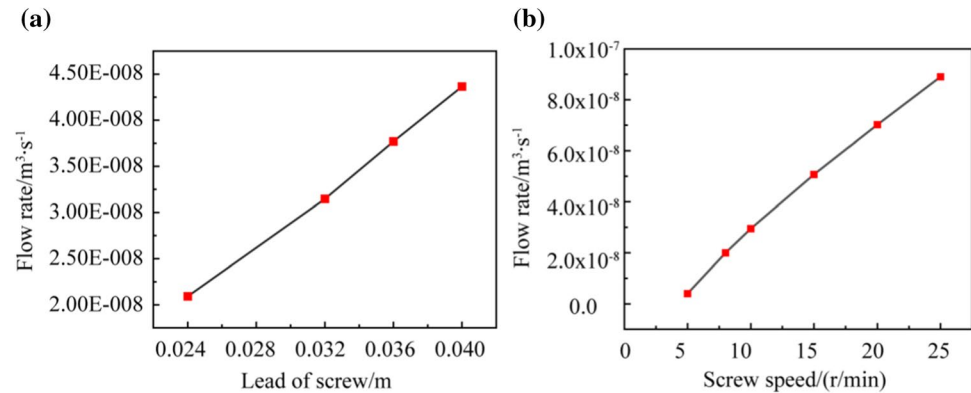 (a)
Flow rate/m³·s⁻¹
4.50E-008
4.00E-008
3.50E-008
3.00E-008
2.50E-008
2.00E-008
0.024 0.028 0.032 0.036 0.040
Lead of screw/m
(b)
Flow rate/m³·s⁻¹
1.0x10⁻⁷
8.0x10⁻⁸
6.0x10⁻⁸
4.0x10⁻⁸
2.0x10⁻⁸
0.0
0 5 10 15 20 25
Screw speed/(r/min)